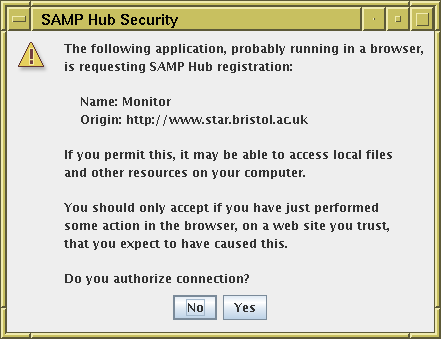 SAMP Hub Security
The following application, probably running in a browser,
is requesting SAMP Hub registration:
Name: Monitor
Origin: http://www.star.bristol.ac.uk
If you permit this, it may be able to access local files
and other resources on your computer.
You should only accept if you have just performed
some action in the browser, on a web site you trust,
that you expect to have caused this.
Do you authorize connection?
No Yes